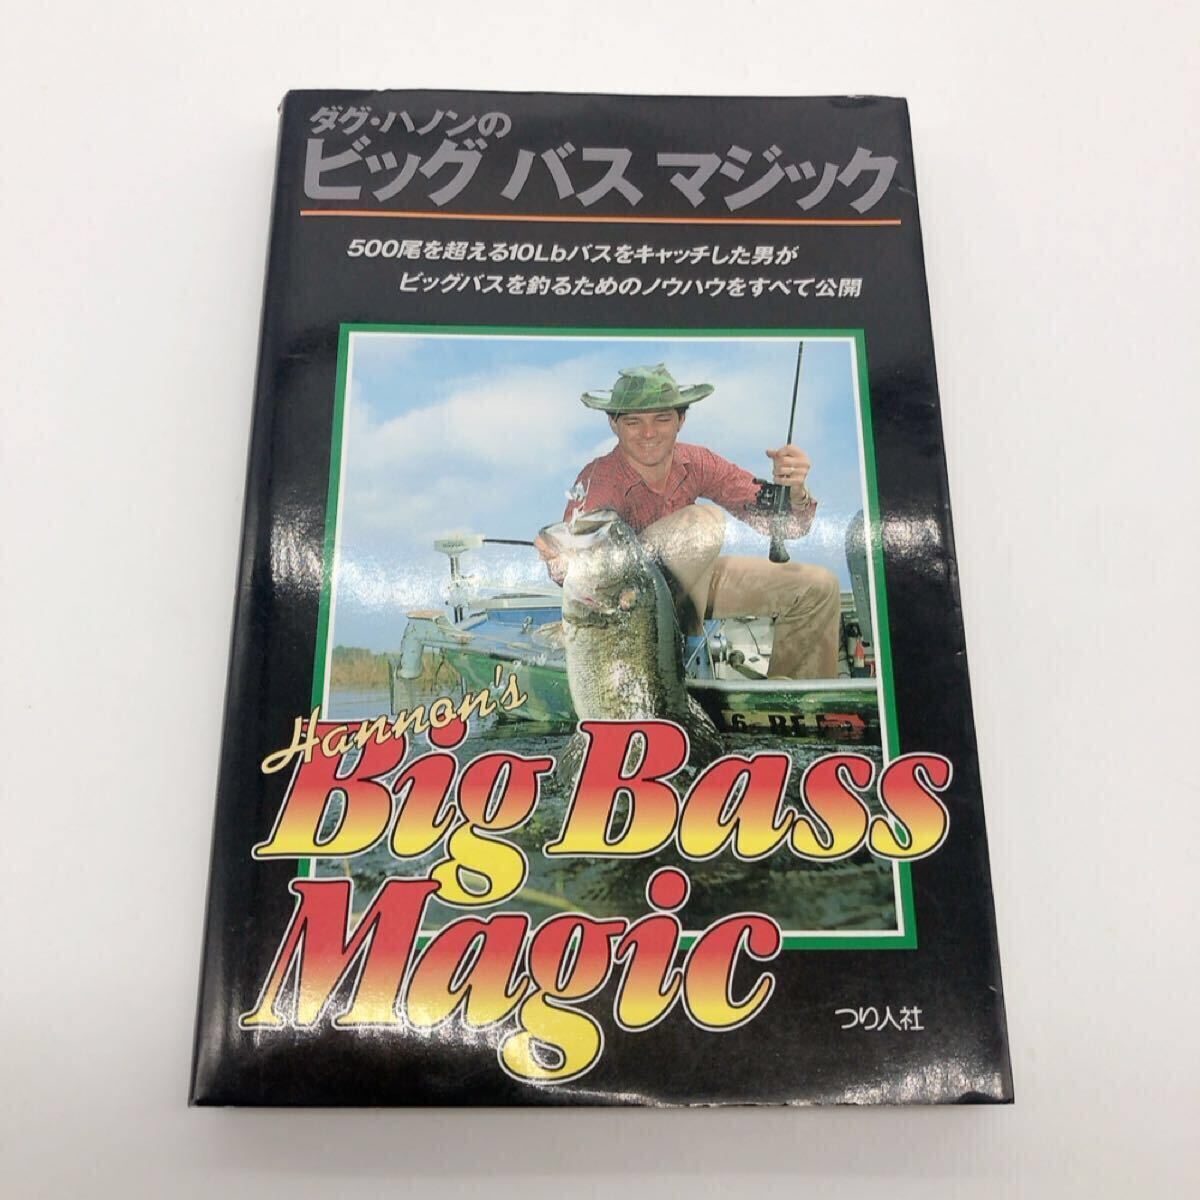 ダグ・ハノンの
ビッグ バス マジック
500尾を超える10Lbバスをキャッチした男が
ビッグバスを釣るためのノウハウをすべて公開
Hannon's
Big Bass
Magic
つり人社